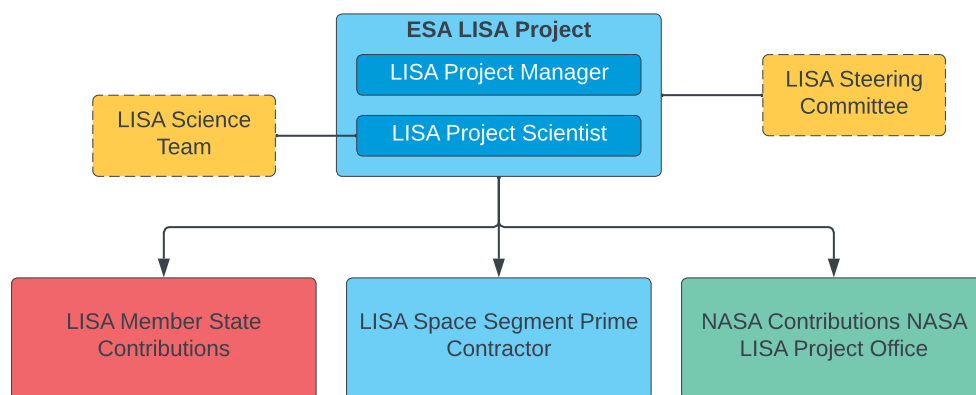 ESA LISA Project
LISA Project Manager
LISA Steering
Committee
LISA Science
Team
LISA Project Scientist
LISA Member State
Contributions
LISA Space Segment Prime
Contractor
NASA Contributions NASA
LISA Project Office